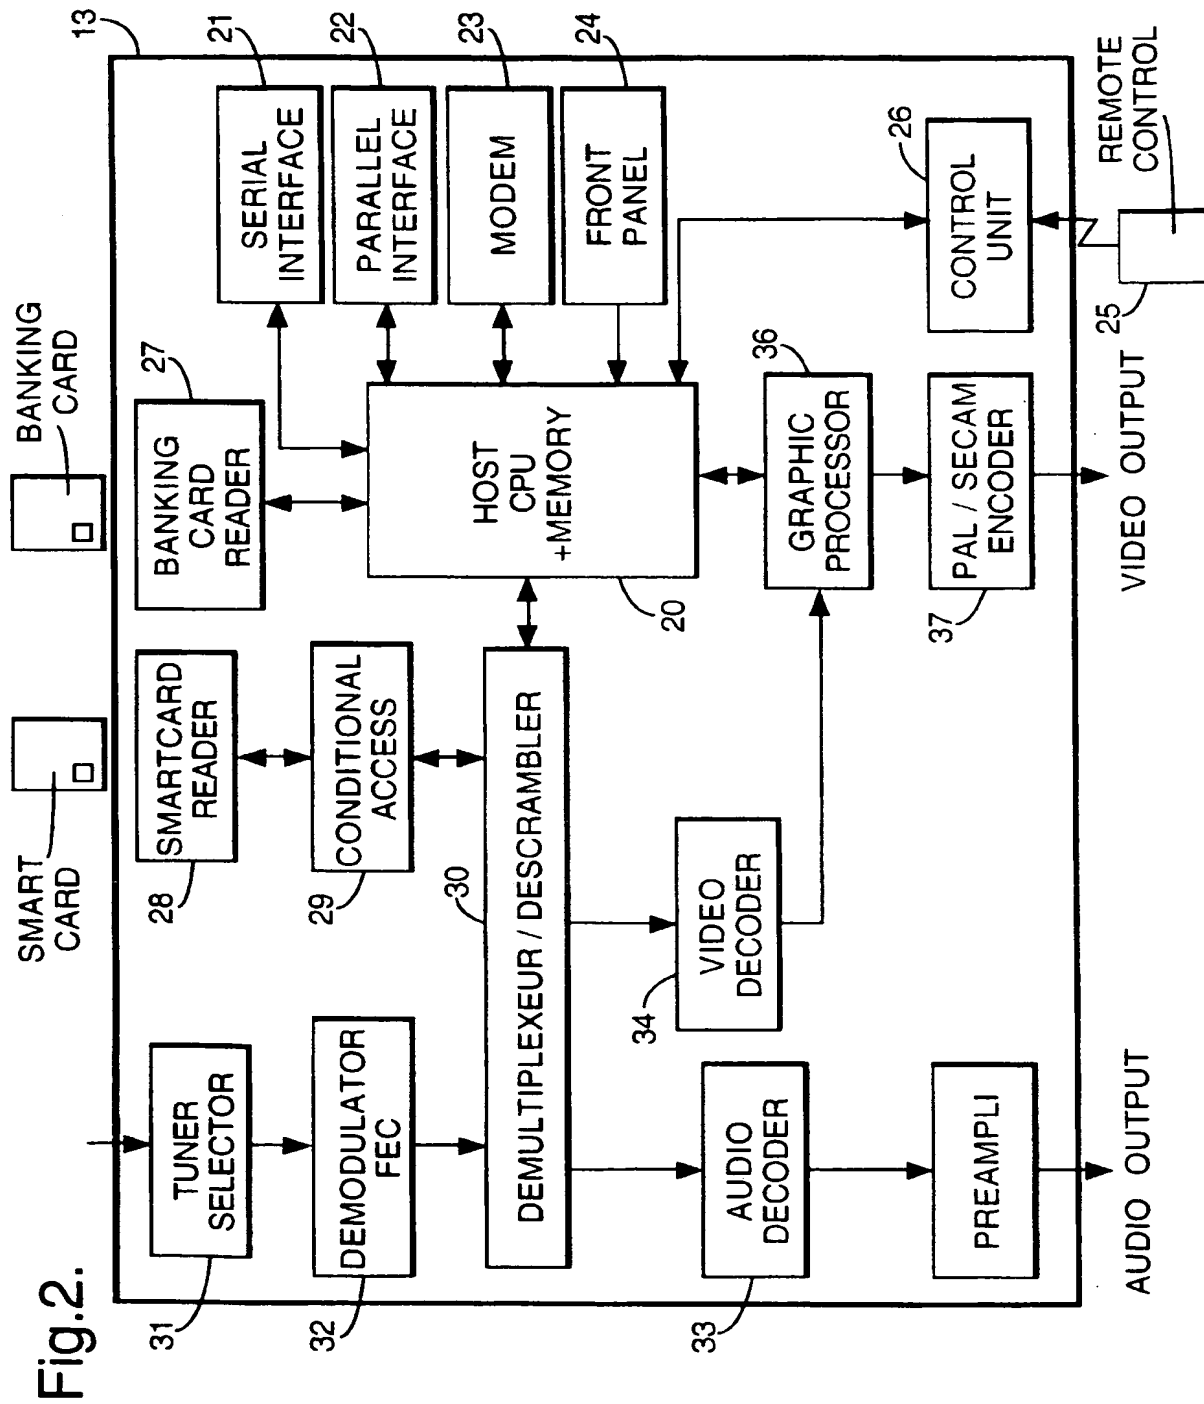 Fig.2.
SMART
CARD
BANKING
CARD
13
31
TUNER
SELECTOR
28
SMARTCARD
READER
27
BANKING
CARD
READER
21
SERIAL
INTERFACE
32
DEMODULATOR
FEC
29
CONDITIONAL
ACCESS
22
PARALLEL
INTERFACE
30
DEMULTIPLEXEUR / DESCRAMBLER
HOST
CPU
+MEMORY
20
23
MODEM
24
FRONT
PANEL
33
AUDIO
DECODER
34
VIDEO
DECODER
36
GRAPHIC
PROCESSOR
26
CONTROL
UNIT
PREAMPLI
37
PAL / SECAM
ENCODER
25
REMOTE
CONTROL
AUDIO OUTPUT
VIDEO OUTPUT